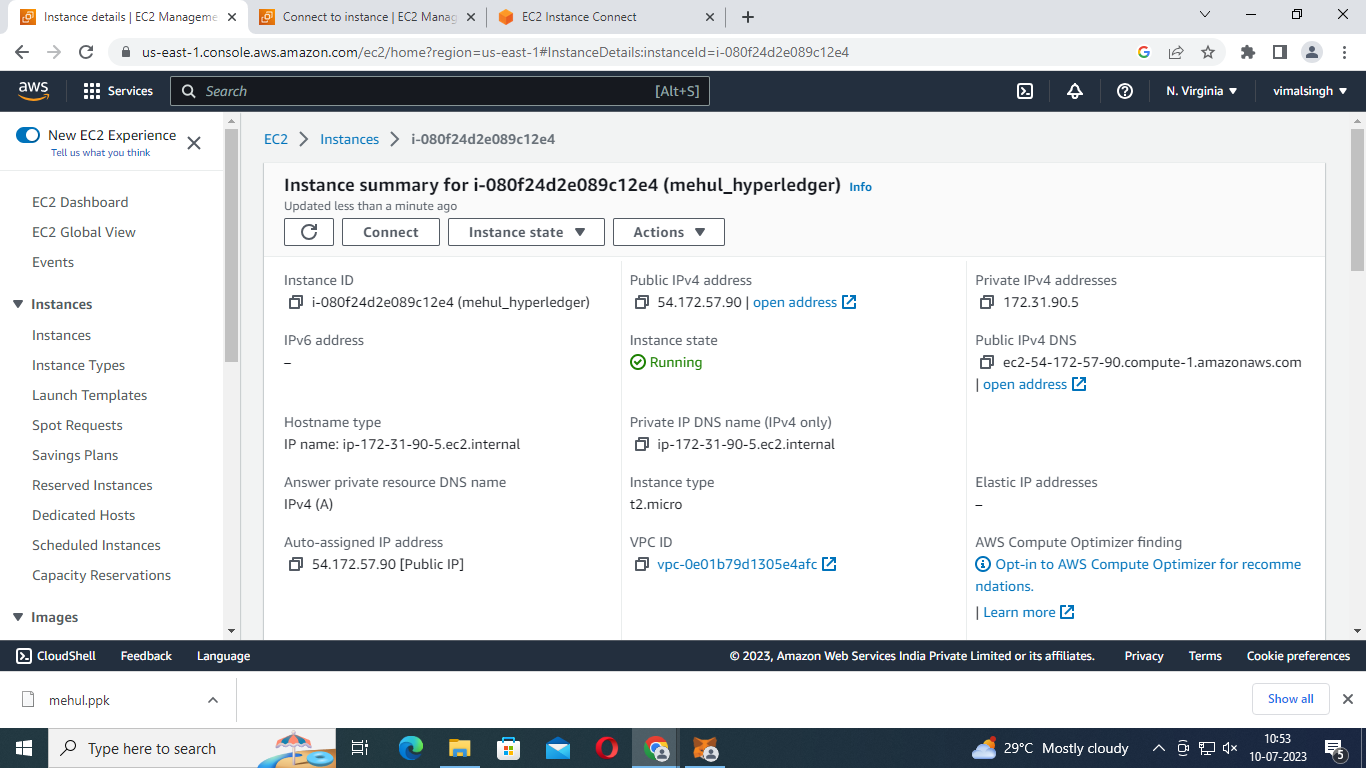 Instance details | EC2 Manageme
Connect to instance | EC2 Manag
EC2 Instance Connect
us-east-1.console.aws.amazon.com/ec2/home?region=us-east-1#InstanceDetails:instanceId=i-080f24d2e089c12e4
aws
Services
Search
[Alt+S]
N. Virginia
vimalsingh
New EC2 Experience
Tell us what you think
EC2 Dashboard
EC2 Global View
Events
Instances
Instances
Instance Types
Launch Templates
Spot Requests
Savings Plans
Reserved Instances
Dedicated Hosts
Scheduled Instances
Capacity Reservations
Images
EC2 > Instances > i-080f24d2e089c12e4
Instance summary for i-080f24d2e089c12e4 (mehul_hyperledger) Info
Updated less than a minute ago
Connect
Instance state
Actions
Instance ID
i-080f24d2e089c12e4 (mehul_hyperledger)
Public IPv4 address
54.172.57.90 | open address
Private IPv4 addresses
172.31.90.5
IPv6 address
–
Instance state
Running
Public IPv4 DNS
ec2-54-172-57-90.compute-1.amazonaws.com
| open address
Hostname type
IP name: ip-172-31-90-5.ec2.internal
Private IP DNS name (IPv4 only)
ip-172-31-90-5.ec2.internal
Answer private resource DNS name
IPv4 (A)
Instance type
t2.micro
Elastic IP addresses
–
Auto-assigned IP address
54.172.57.90 [Public IP]
VPC ID
vpc-0e01b79d1305e4afc
AWS Compute Optimizer finding
Opt-in to AWS Compute Optimizer for recomme
ndations.
| Learn more
CloudShell
Feedback
Language
© 2023, Amazon Web Services India Private Limited or its affiliates.
Privacy
Terms
Cookie preferences
mehul.ppk
Show all
Type here to search
29°C Mostly cloudy
10:53
10-07-2023
5